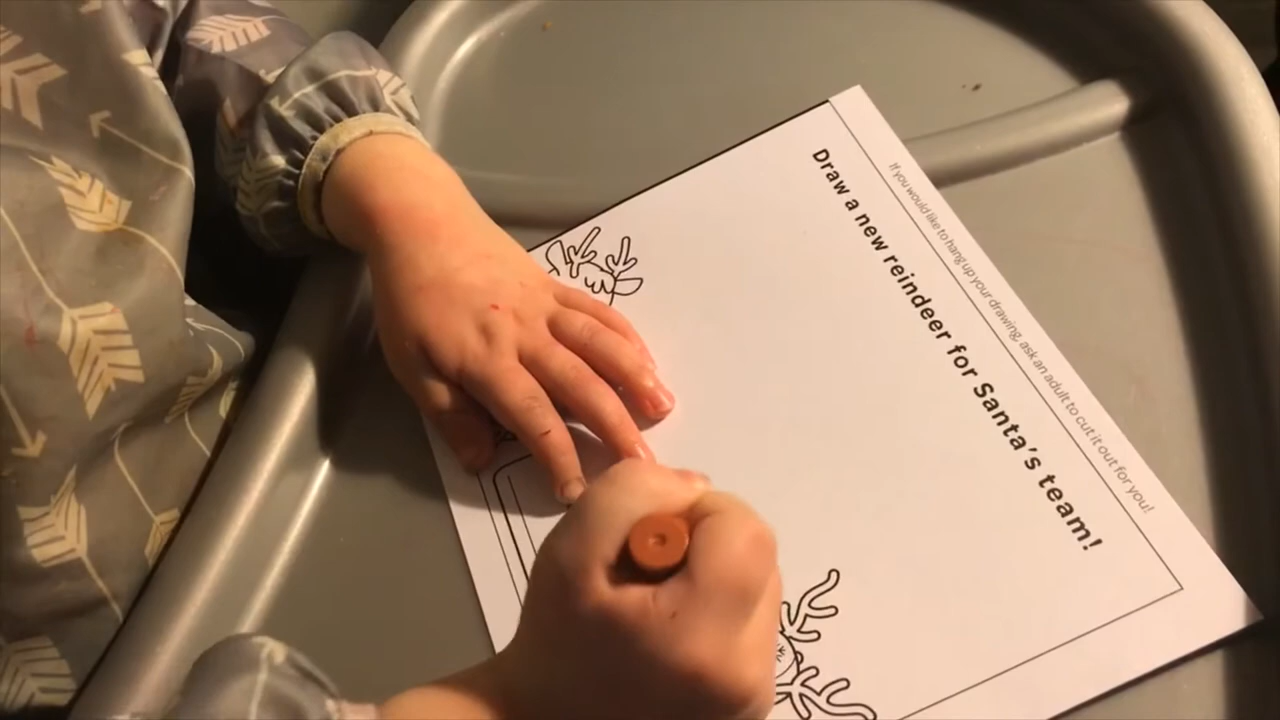 If you would like to hang up your drawing, ask an adult to cut it out for you!
Draw a new reindeer for Santa's team!